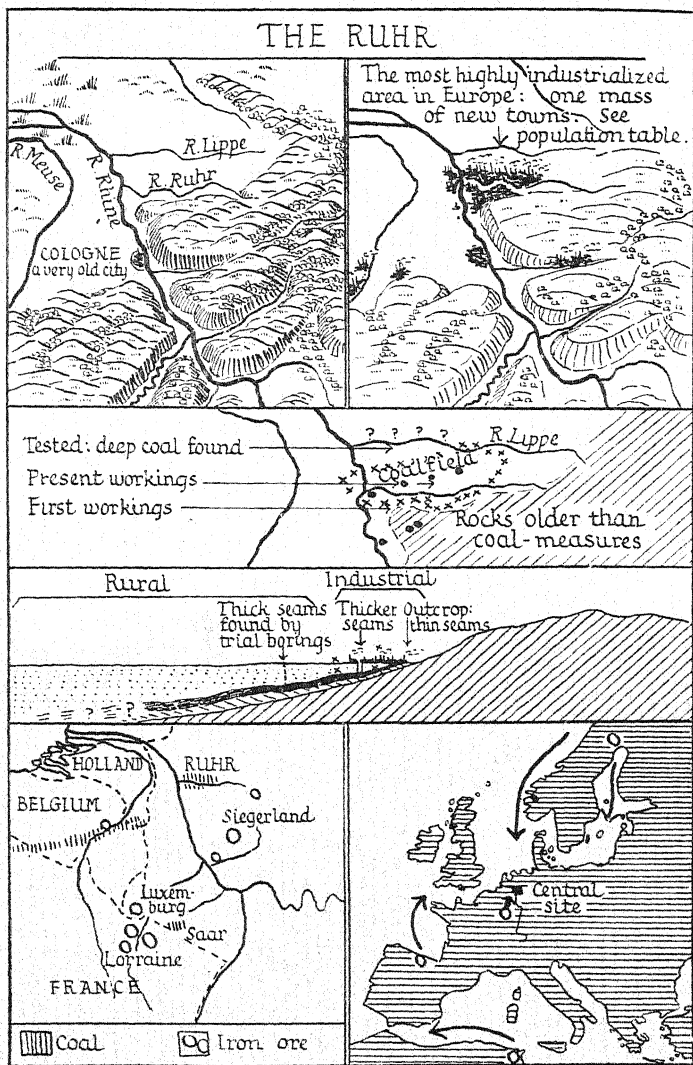 THE RUHR
R. Meuse
R. Rhine
R. Lippe
R. Ruhr
COLOGNE
a very old city
The most highly industrialized
area in Europe: one mass
of new towns. See
population table.
Tested: deep coal found
Present workings
First workings
? ? ? ?
R. Lippe
Coalfield
Rocks older than
coal-measures
Rural
Industrial
Thick seams
found by
trial borings
Thicker
seams
Outcrop:
thin seams
? ?
HOLLAND
RUHR
BELGIUM
Siegerland
Luxem-
burg
Saar
Lorraine
FRANCE
Coal
Iron ore
Central
site